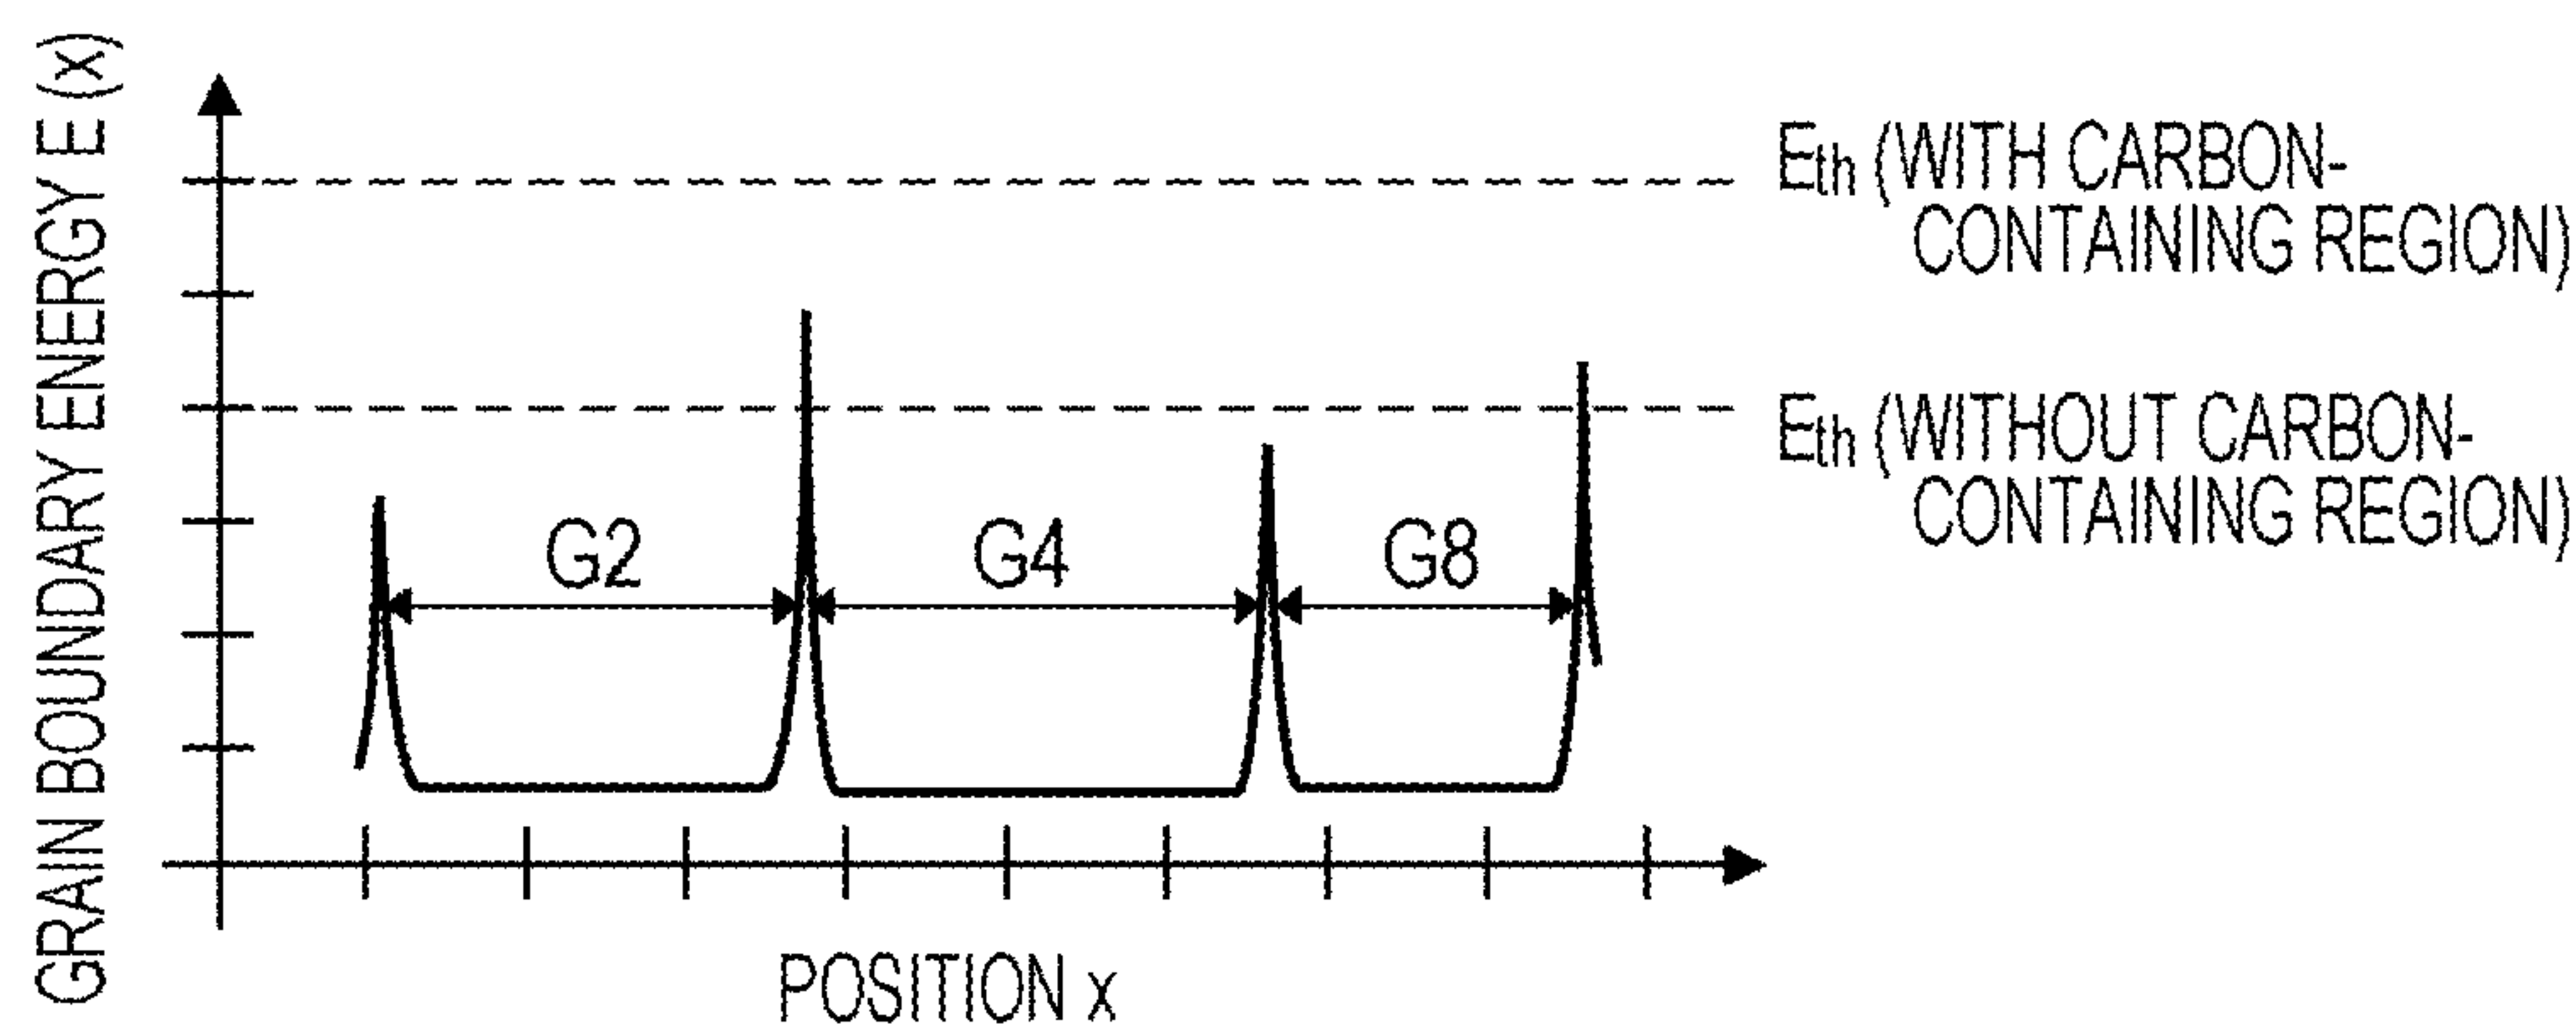 GRAIN BOUNDARY ENERGY E (x)
Eth (WITH CARBON-
CONTAINING REGION)
Eth (WITHOUT CARBON-
CONTAINING REGION)
G2
G4
G8
POSITION x